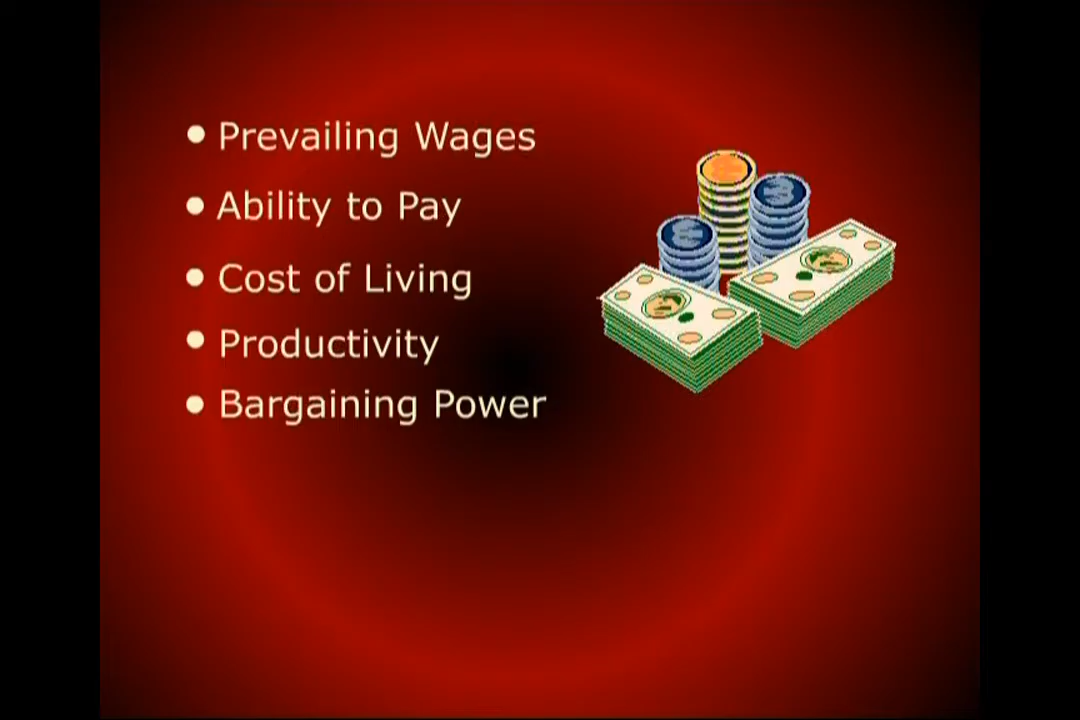 • Prevailing Wages
• Ability to Pay
• Cost of Living
• Productivity
• Bargaining Power